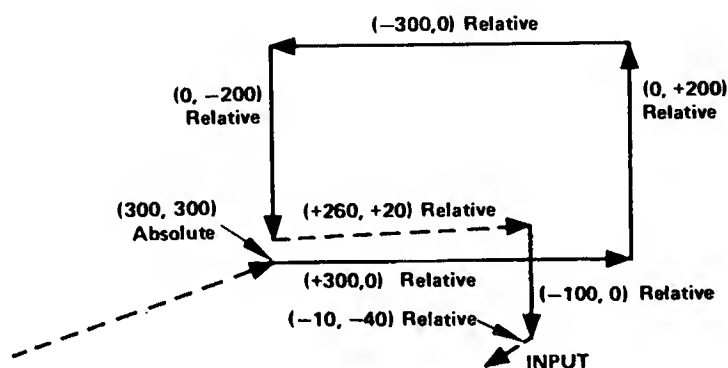 (−300,0) Relative
(0, −200)
Relative
(0, +200)
Relative
(300, 300)
Absolute
(+260, +20) Relative
(+300,0) Relative
(−100, 0) Relative
(−10, −40) Relative
INPUT